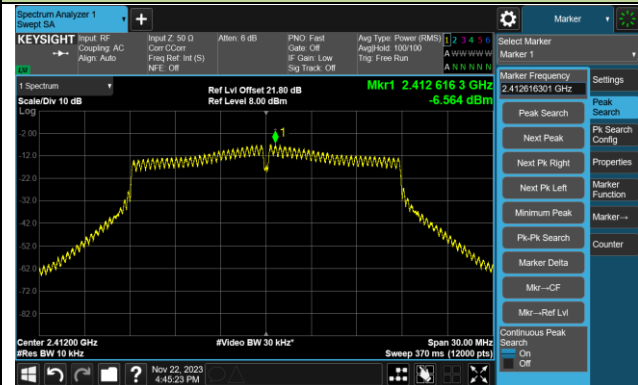 Spectrum Analyzer 1
Swept SA
+
Marker
KEYSIGHT
Input: RF
Coupling: AC
Align: Auto
Input Z: 50 Ω
Corr CCorr
Freq Ref: Int (S)
NFE: Off
Atten: 6 dB
PNO: Fast
Gate: Off
IF Gain: Low
Sig Track: Off
Avg Type: Power (RMS)
Avg|Hold: 100/100
Trig: Free Run
1 2 3 4 5 6
A W W W W W
A N N N N N
Select Marker
Marker 1
LXI
1 Spectrum
Scale/Div 10 dB
Log
Ref Lvl Offset 21.80 dB
Ref Level 8.00 dBm
Mkr1 2.412 616 3 GHz
-6.564 dBm
1
-2.00
-12.0
-22.0
-32.0
-42.0
-52.0
-62.0
-72.0
-82.0
Center 2.41200 GHz
#Res BW 10 kHz
#Video BW 30 kHz*
Span 30.00 MHz
Sweep 370 ms (12000 pts)
Marker Frequency
2.412616301 GHz
Peak Search
Next Peak
Next Pk Right
Next Pk Left
Minimum Peak
Pk-Pk Search
Marker Delta
Mkr→CF
Mkr→Ref Lvl
Continuous Peak
Search
On
Off
Settings
Peak
Search
Pk Search
Config
Properties
Marker
Function
Marker→
Counter
?
Nov 22, 2023
4:45:23 PM